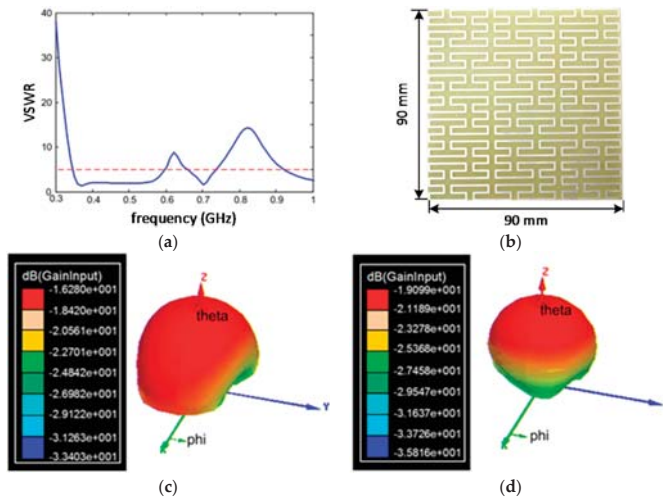 40
30
20
10
0
VSWR
0.3 0.4 0.5 0.6 0.7 0.8 0.9 1
frequency (GHz)
(a)
90 mm
90 mm
(b)
dB(GainInput)
-1.6280e+001
-1.8420e+001
-2.0561e+001
-2.2701e+001
-2.4842e+001
-2.6982e+001
-2.9122e+001
-3.1263e+001
-3.3403e+001
Z
theta
Y
phi
X
(c)
dB(GainInput)
-1.9099e+001
-2.1189e+001
-2.3278e+001
-2.5368e+001
-2.7458e+001
-2.9547e+001
-3.1637e+001
-3.3726e+001
-3.5816e+001
Z
theta
phi
X
(d)